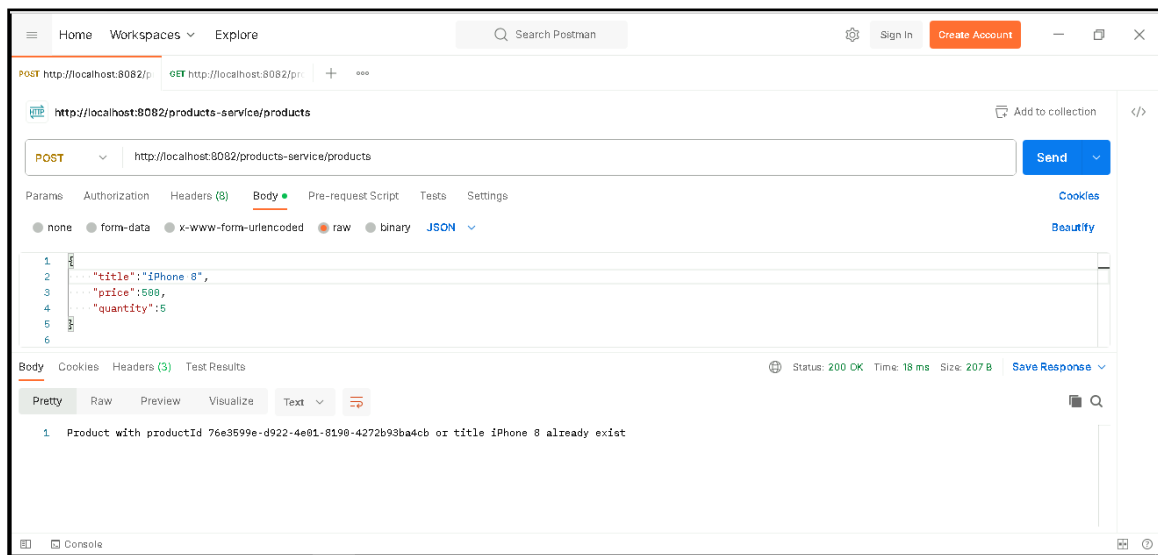 Home Workspaces Explore Search Postman Sign In Create Account
POST http://localhost:8082/p GET http://localhost:8082/pr
HTTP http://localhost:8082/products-service/products Add to collection </>
POST http://localhost:8082/products-service/products Send
Params Authorization Headers (8) Body Pre-request Script Tests Settings Cookies
none form-data x-www-form-urlencoded raw binary JSON Beautify
1 {
2 "title":"iPhone 8",
3 "price":500,
4 "quantity":5
5 }
6
Body Cookies Headers (3) Test Results Status: 200 OK Time: 18 ms Size: 207 B Save Response
Pretty Raw Preview Visualize Text
1 Product with productId 76e3599e-d922-4e01-8190-4272b93ba4cb or title iPhone 8 already exist
Console